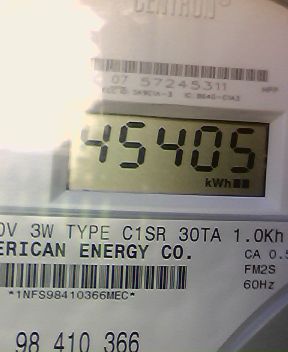 CENTRON®
07 57245311
45405
kWh
0V 3W TYPE C1SR 30TA 1.0Kh
ERICAN ENERGY CO.
CA 0.5
FM2S
*1NFS98410366MEC*
60Hz
98 410 366